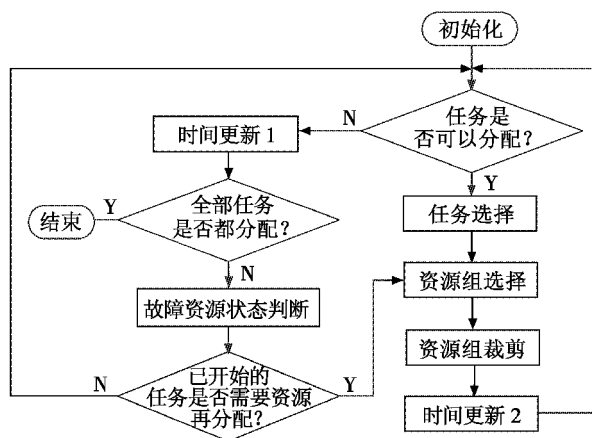 初始化
任务是
否可以分配?
N
时间更新 1
Y
全部任务
是否都分配?
Y
结束
任务选择
N
资源组选择
故障资源状态判断
资源组裁剪
已开始的
任务是否需要资源
再分配?
N
Y
时间更新 2